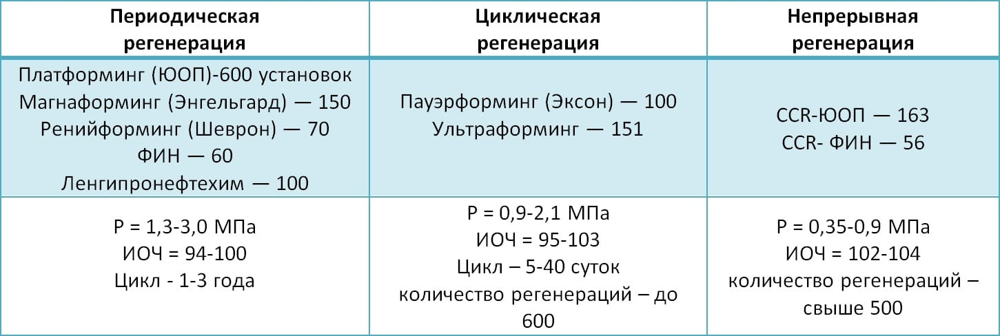 Периодическая
регенерация
Циклическая
регенерация
Непрерывная
регенерация
Платформинг (ЮОП)-600 установок
Магнаформинг (Энгельгард) — 150
Ренийформинг (Шеврон) — 70
ФИН — 60
Ленгипронефтехим — 100
Пауэрформинг (Эксон) — 100
Ультраформинг — 151
CCR-ЮОП — 163
CCR- ФИН — 56
Р = 1,3-3,0 МПа
ИОЧ = 94-100
Цикл - 1-3 года
Р = 0,9-2,1 МПа
ИОЧ = 95-103
Цикл – 5-40 суток
количество регенераций – до
600
Р = 0,35-0,9 МПа
ИОЧ = 102-104
количество регенераций –
свыше 500